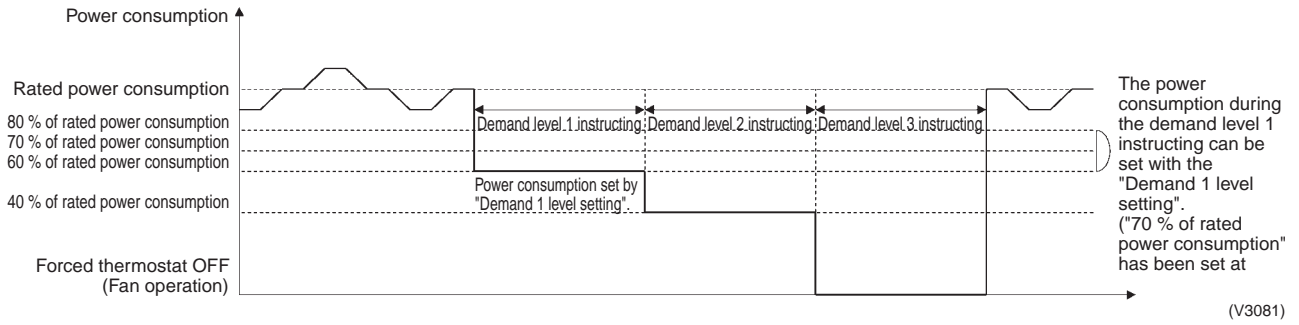 Power consumption
Rated power consumption
80 % of rated power consumption
70 % of rated power consumption
60 % of rated power consumption
40 % of rated power consumption
Forced thermostat OFF
(Fan operation)
Demand level 1 instructing
Demand level 2 instructing
Demand level 3 instructing
Power consumption set by
"Demand 1 level setting".
The power
consumption during
the demand level 1
instructing can be
set with the
"Demand 1 level
setting".
("70 % of rated
power consumption"
has been set at
(V3081)